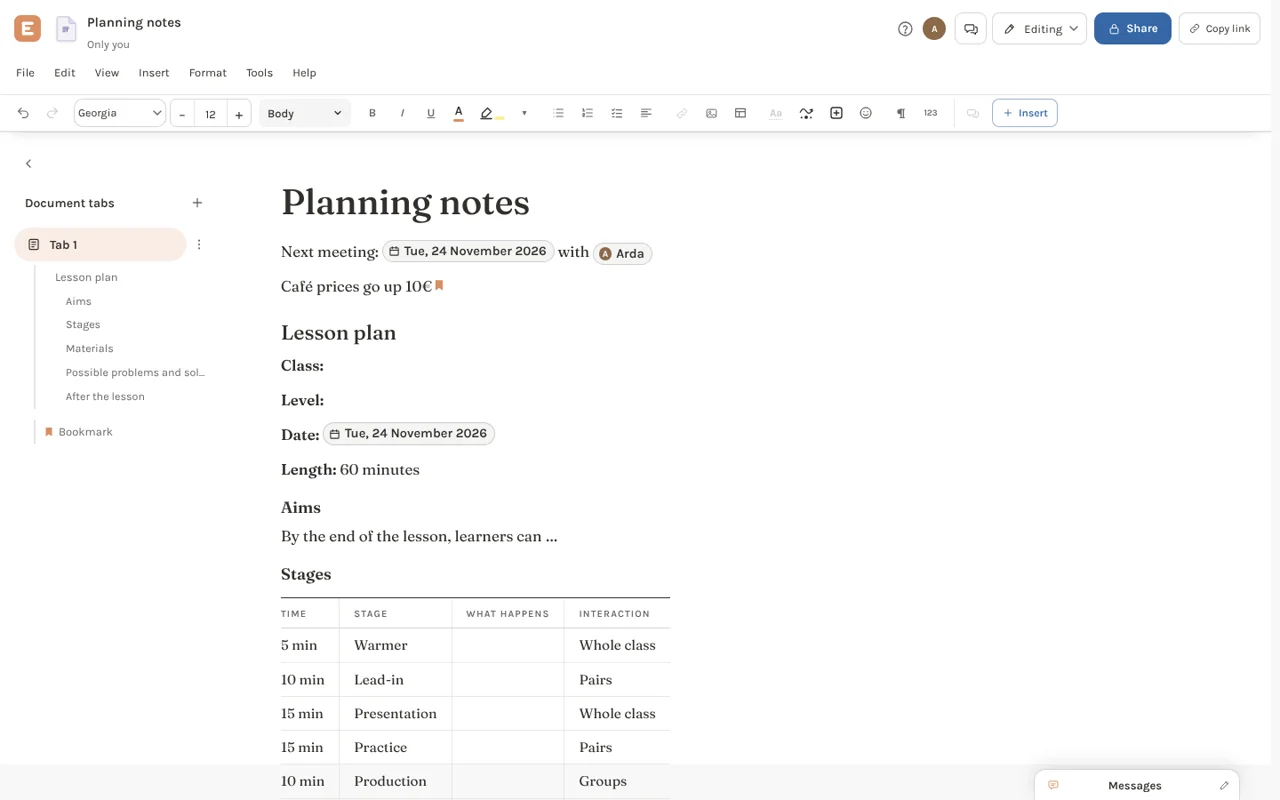 E
Planning notes
Only you
A
Editing
Share
Copy link
File Edit View Insert Format Tools Help
Georgia
− 12 +
Body
B I U A
Aa
¶ 123
+ Insert
Document tabs
Tab 1
Lesson plan
Aims
Stages
Materials
Possible problems and sol…
After the lesson
Bookmark
Planning notes
Next meeting: Tue, 24 November 2026 with A Arda
Café prices go up 10€
Lesson plan
Class:
Level:
Date: Tue, 24 November 2026
Length: 60 minutes
Aims
By the end of the lesson, learners can …
Stages
TIME STAGE WHAT HAPPENS INTERACTION
5 min Warmer Whole class
10 min Lead-in Pairs
15 min Presentation Whole class
15 min Practice Pairs
10 min Production Groups
Messages